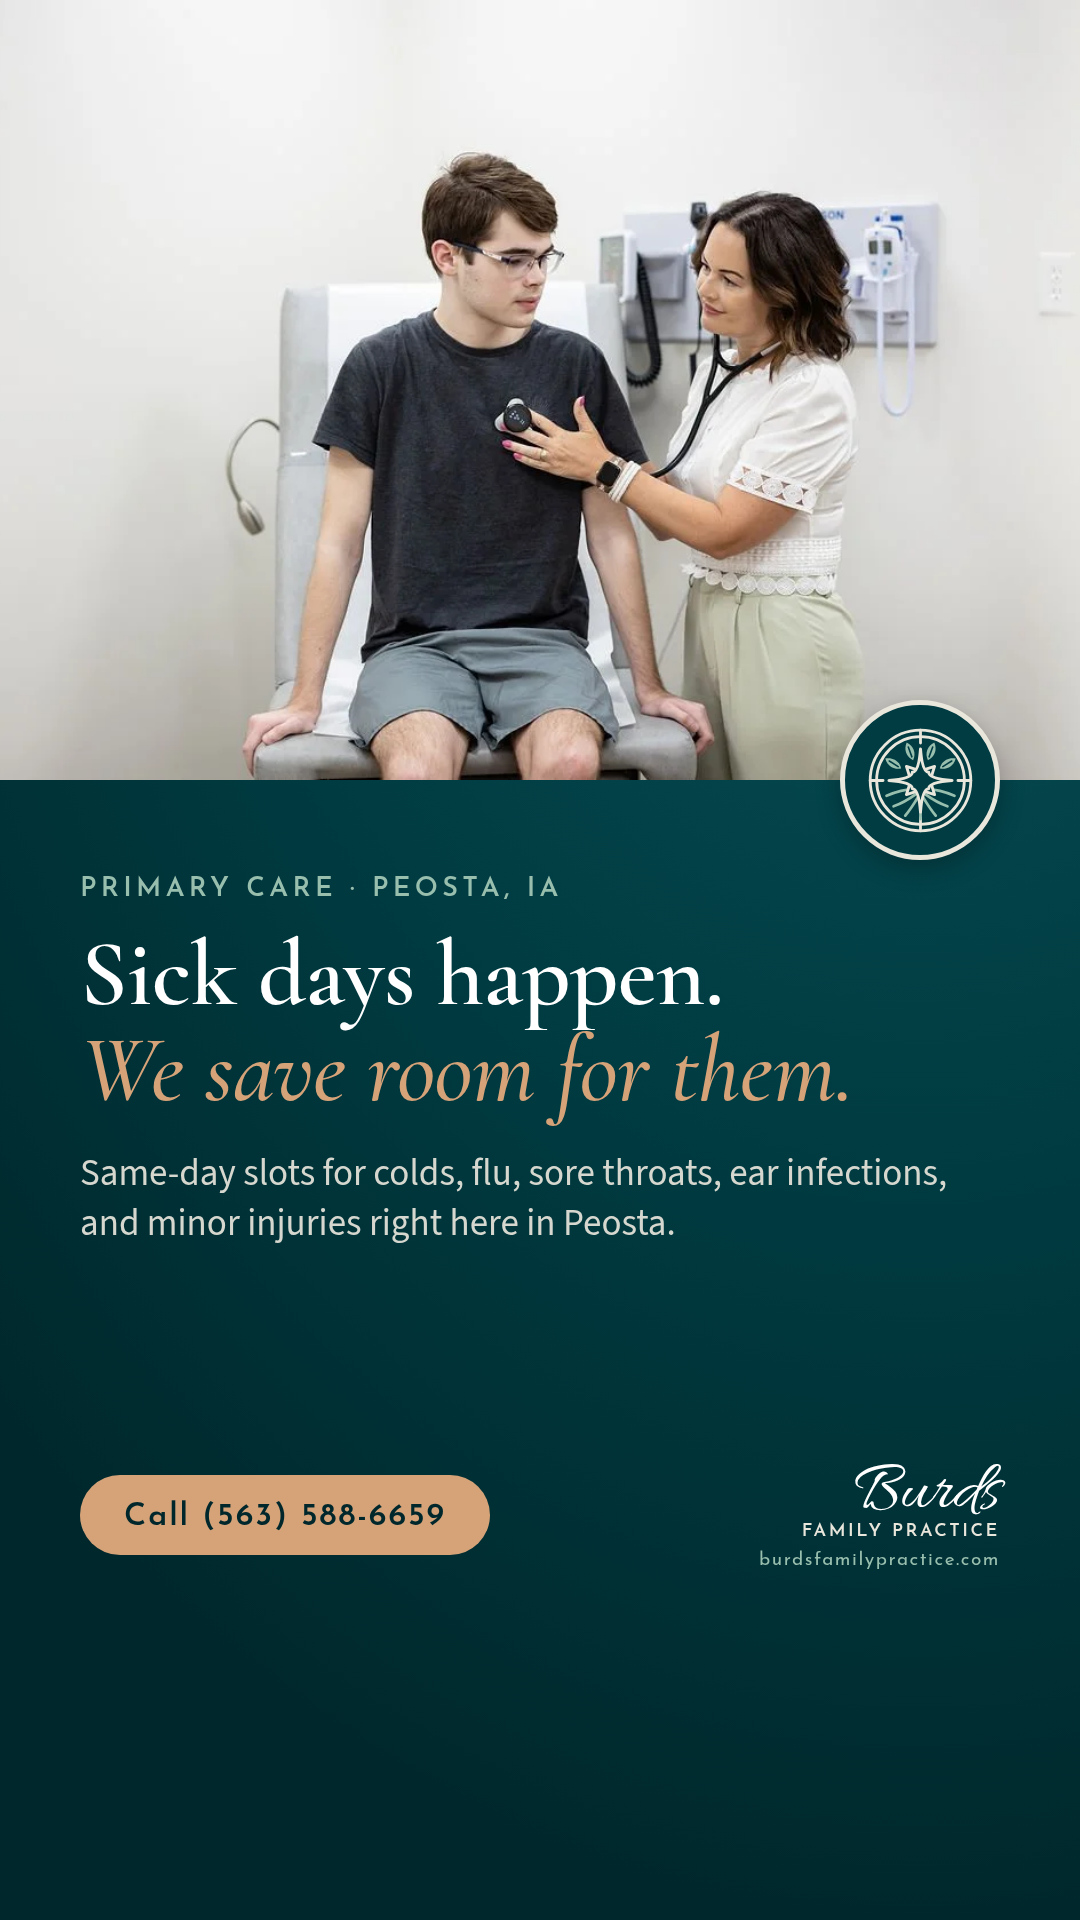 SON
PRIMARY CARE · PEOSTA, IA
Sick days happen.
We save room for them.
Same-day slots for colds, flu, sore throats, ear infections,
and minor injuries right here in Peosta.
Call (563) 588-6659
Burds
FAMILY PRACTICE
burdsfamilypractice.com